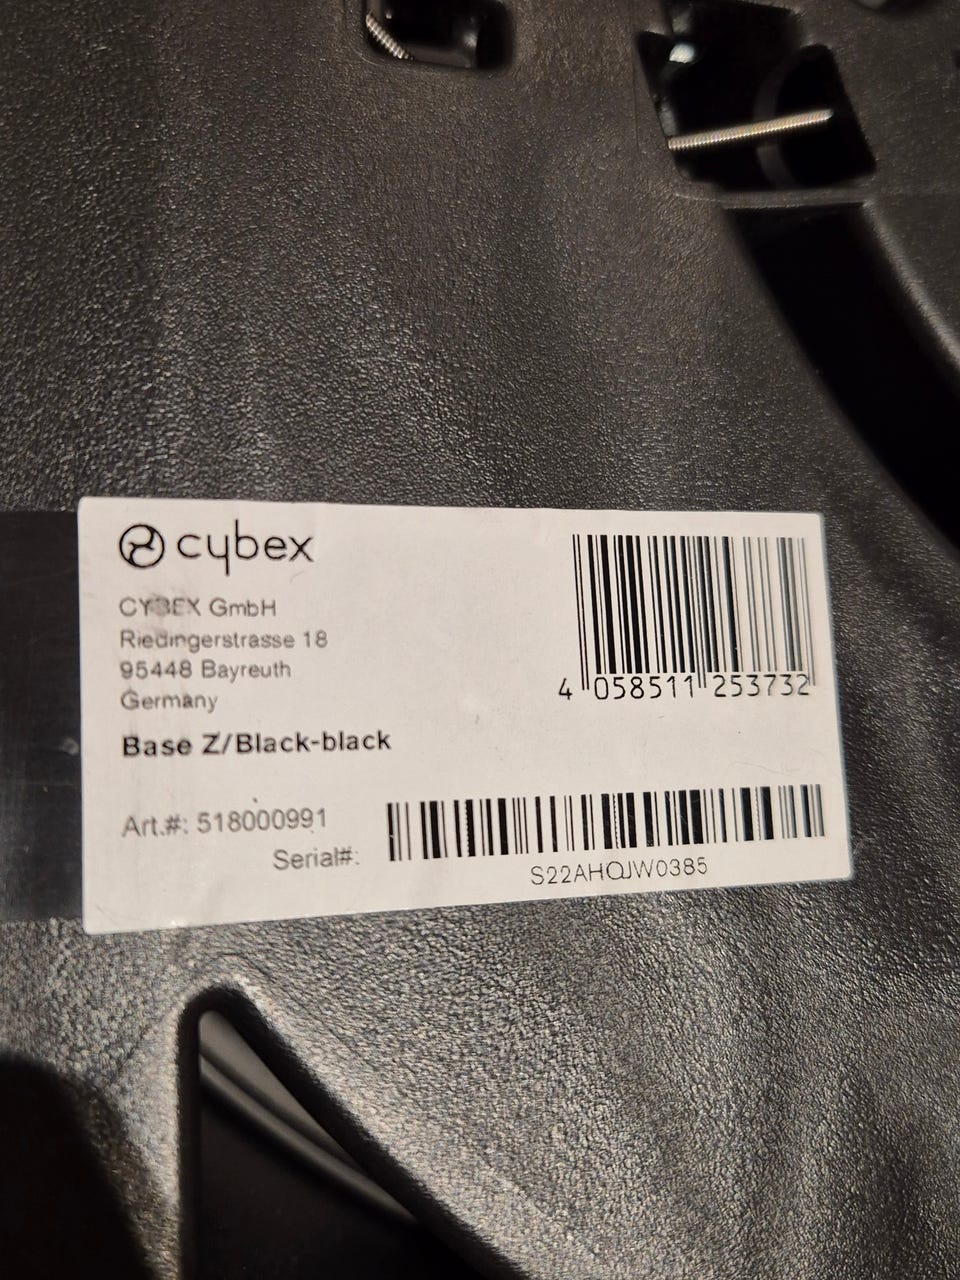 cybex
CYBEX GmbH
Riedingerstrasse 18
95448 Bayreuth
Germany
4 058511 253732
Base Z/Black-black
Art.#: 518000991
Serial#:
S22AHQJW0385